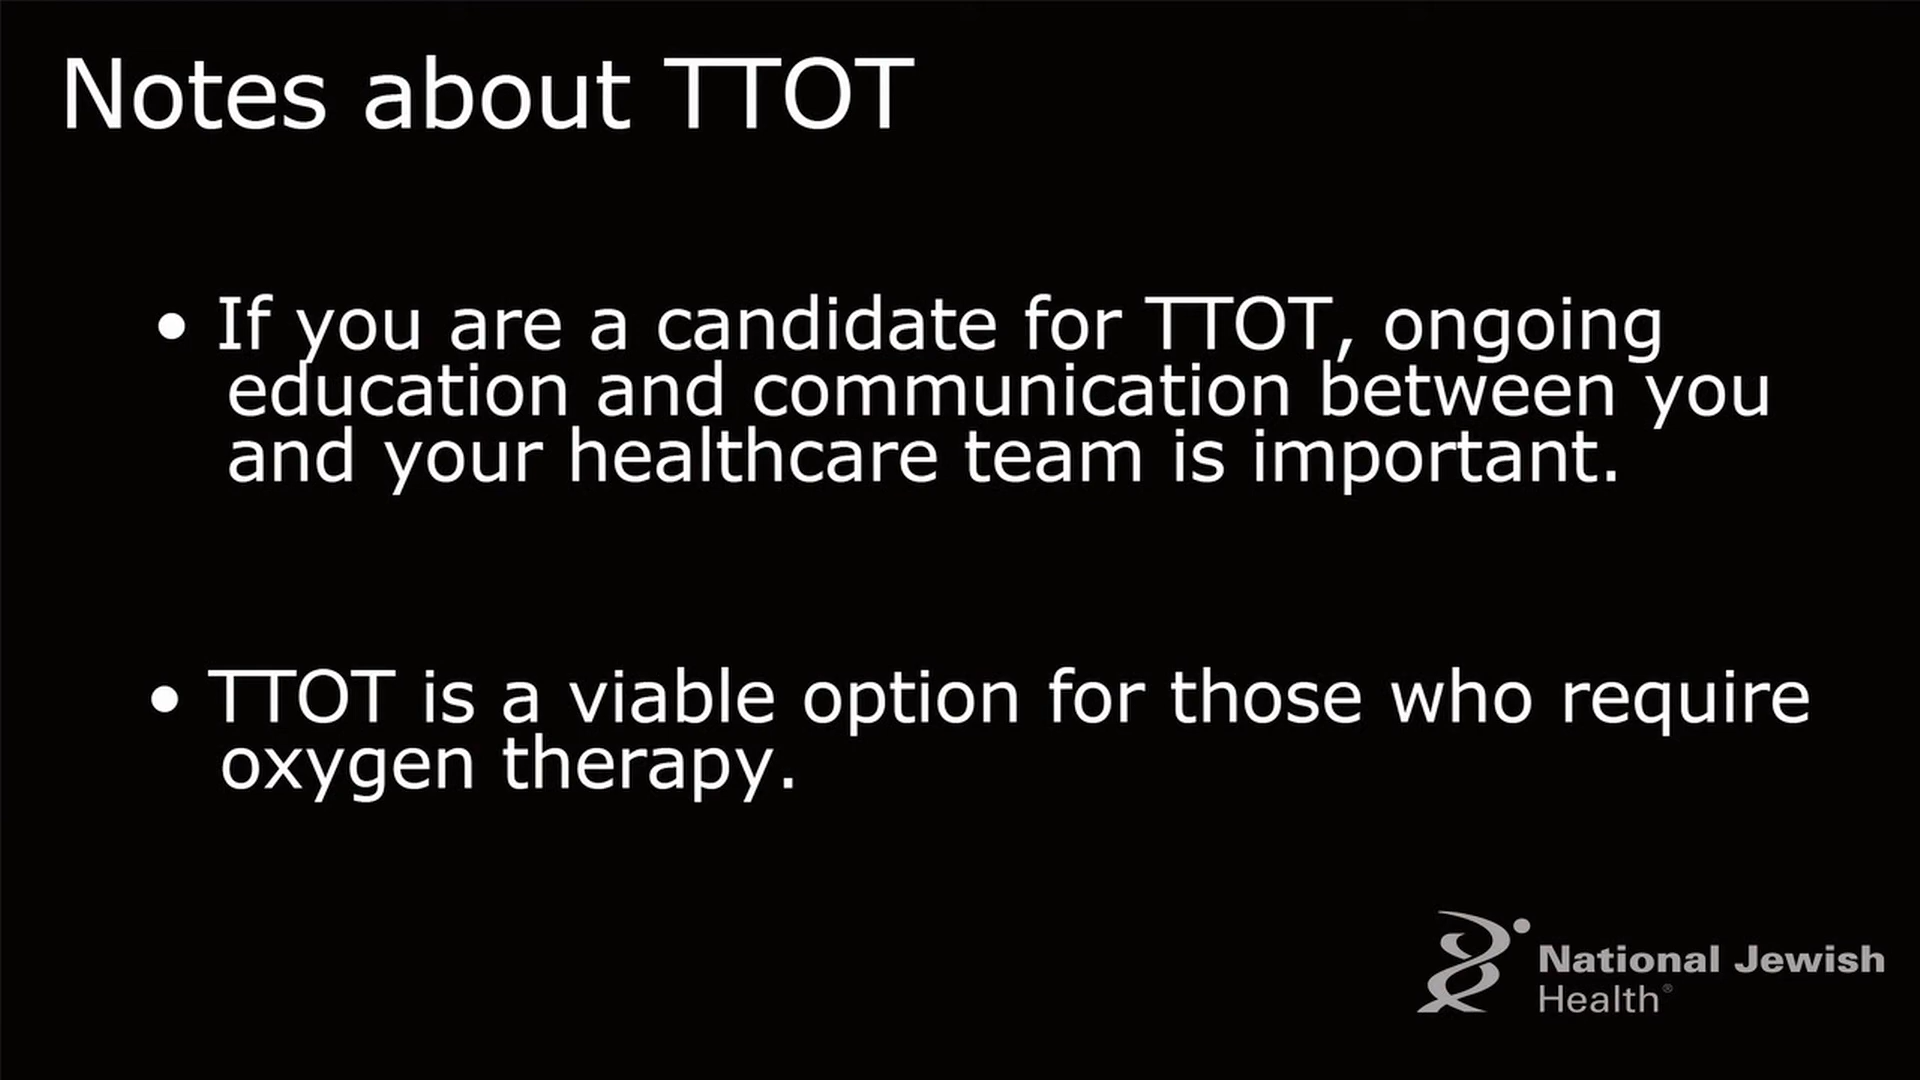 Notes about TTOT
• If you are a candidate for TTOT, ongoing
education and communication between you
and your healthcare team is important.
• TTOT is a viable option for those who require
oxygen therapy.
National Jewish
Health®